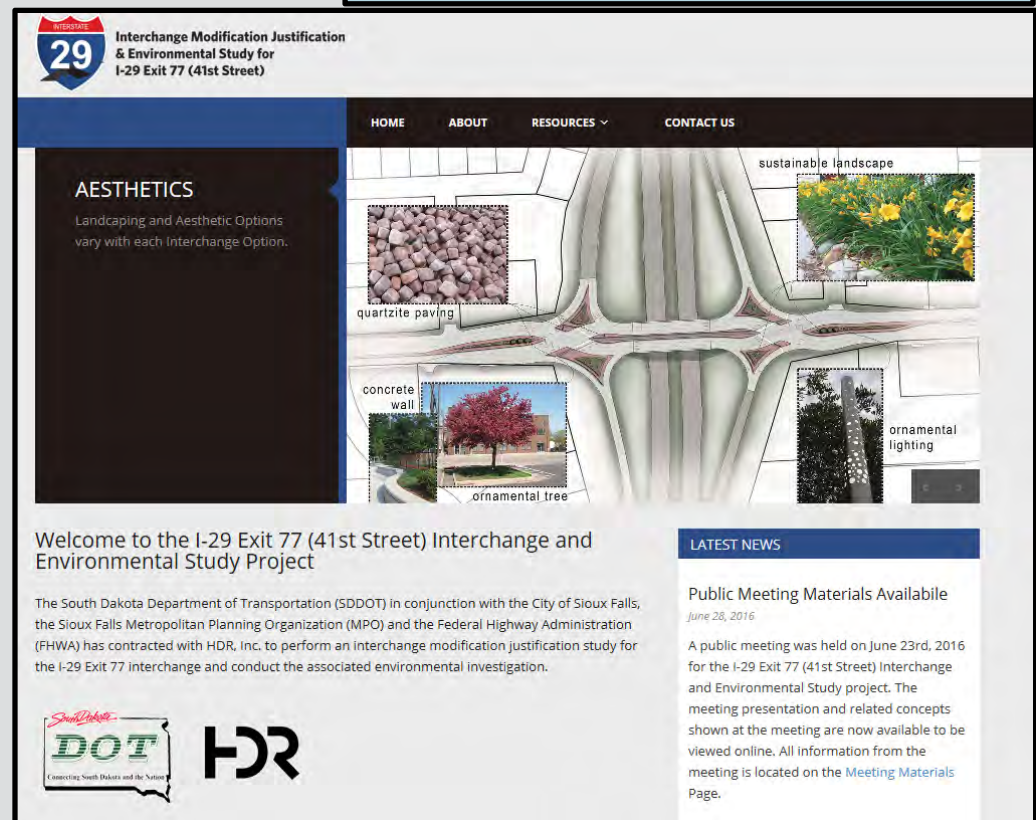 INTERSTATE
29
Interchange Modification Justification
& Environmental Study for
I-29 Exit 77 (41st Street)
HOME ABOUT RESOURCES CONTACT US
AESTHETICS
Landcaping and Aesthetic Options
vary with each Interchange Option.
sustainable landscape
quartzite paving
concrete
wall
ornamental tree
ornamental
lighting
Welcome to the I-29 Exit 77 (41st Street) Interchange and
Environmental Study Project
The South Dakota Department of Transportation (SDDOT) in conjunction with the City of Sioux Falls,
the Sioux Falls Metropolitan Planning Organization (MPO) and the Federal Highway Administration
(FHWA) has contracted with HDR, Inc. to perform an interchange modification justification study for
the I-29 Exit 77 interchange and conduct the associated environmental investigation.
South Dakota
DOT
Connecting South Dakota and the Nation
HDR
LATEST NEWS
Public Meeting Materials Availabile
June 28, 2016
A public meeting was held on June 23rd, 2016
for the I-29 Exit 77 (41st Street) Interchange
and Environmental Study project. The
meeting presentation and related concepts
shown at the meeting are now available to be
viewed online. All information from the
meeting is located on the Meeting Materials
Page.